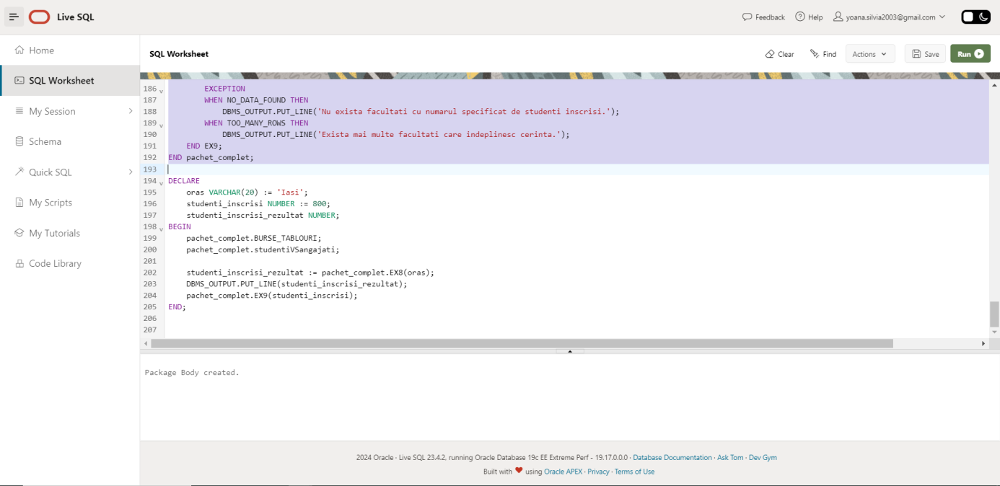 Live SQL
Feedback
Help
yoana.silvia2003@gmail.com
Home
SQL Worksheet
My Session
Schema
Quick SQL
My Scripts
My Tutorials
Code Library
SQL Worksheet
Clear
Find
Actions
Save
Run
186 EXCEPTION
187 WHEN NO_DATA_FOUND THEN
188 DBMS_OUTPUT.PUT_LINE('Nu exista facultati cu numarul specificat de studenti inscrisi.');
189 WHEN TOO_MANY_ROWS THEN
190 DBMS_OUTPUT.PUT_LINE('Exista mai multe facultati care indeplinesc cerinta.');
191 END EX9;
192 END pachet_complet;
193
194 DECLARE
195 oras VARCHAR(20) := 'Iasi';
196 studenti_inscrisi NUMBER := 800;
197 studenti_inscrisi_rezultat NUMBER;
198 BEGIN
199 pachet_complet.BURSE_TABLOURI;
200 pachet_complet.studentiVSangajati;
201
202 studenti_inscrisi_rezultat := pachet_complet.EX8(oras);
203 DBMS_OUTPUT.PUT_LINE(studenti_inscrisi_rezultat);
204 pachet_complet.EX9(studenti_inscrisi);
205 END;
206
207
Package Body created.
2024 Oracle · Live SQL 23.4.2, running Oracle Database 19c EE Extreme Perf - 19.17.0.0.0 · Database Documentation · Ask Tom · Dev Gym
Built with ❤ using Oracle APEX · Privacy · Terms of Use